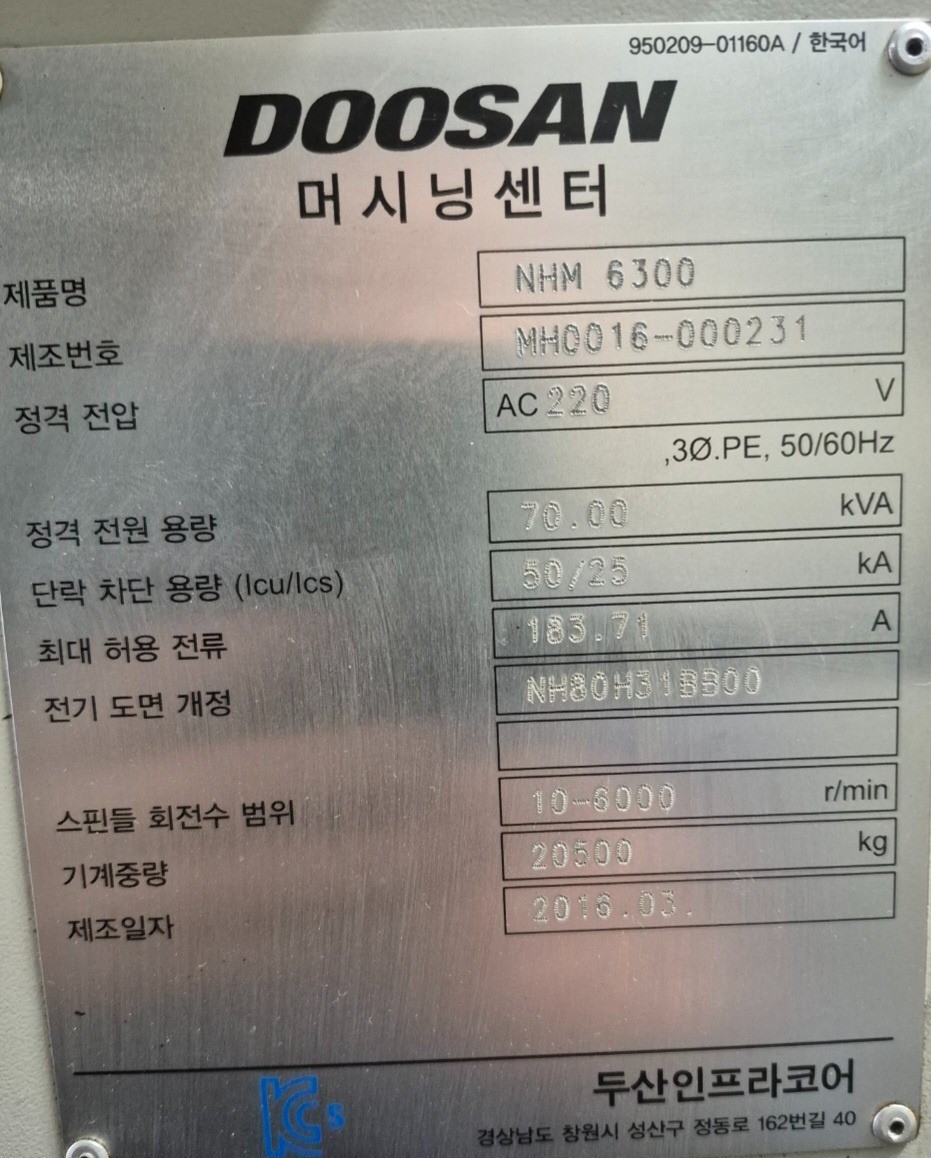 950209-01160A / 한국어
DOOSAN
머시닝센터
제품명 NHM 6300
제조번호 MH0016-000231
정격 전압 AC 220 V
,3Ø.PE, 50/60Hz
정격 전원 용량 70.00 kVA
단락 차단 용량 (Icu/Ics) 50/25 kA
최대 허용 전류 183.71 A
전기 도면 개정 NH80H31BB00
스핀들 회전수 범위 10-6000 r/min
기계중량 20500 kg
제조일자 2016.03.
두산인프라코어
KCs
경상남도 창원시 성산구 정동로 162번길 40